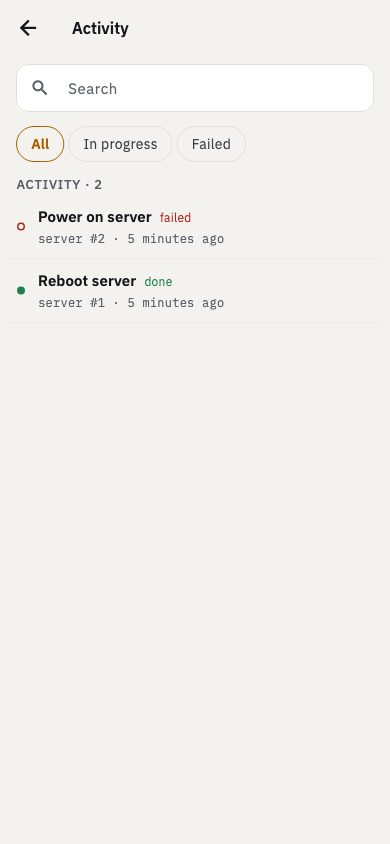 Activity
Search
All In progress Failed
ACTIVITY · 2
Power on server failed
server #2 · 5 minutes ago
Reboot server done
server #1 · 5 minutes ago